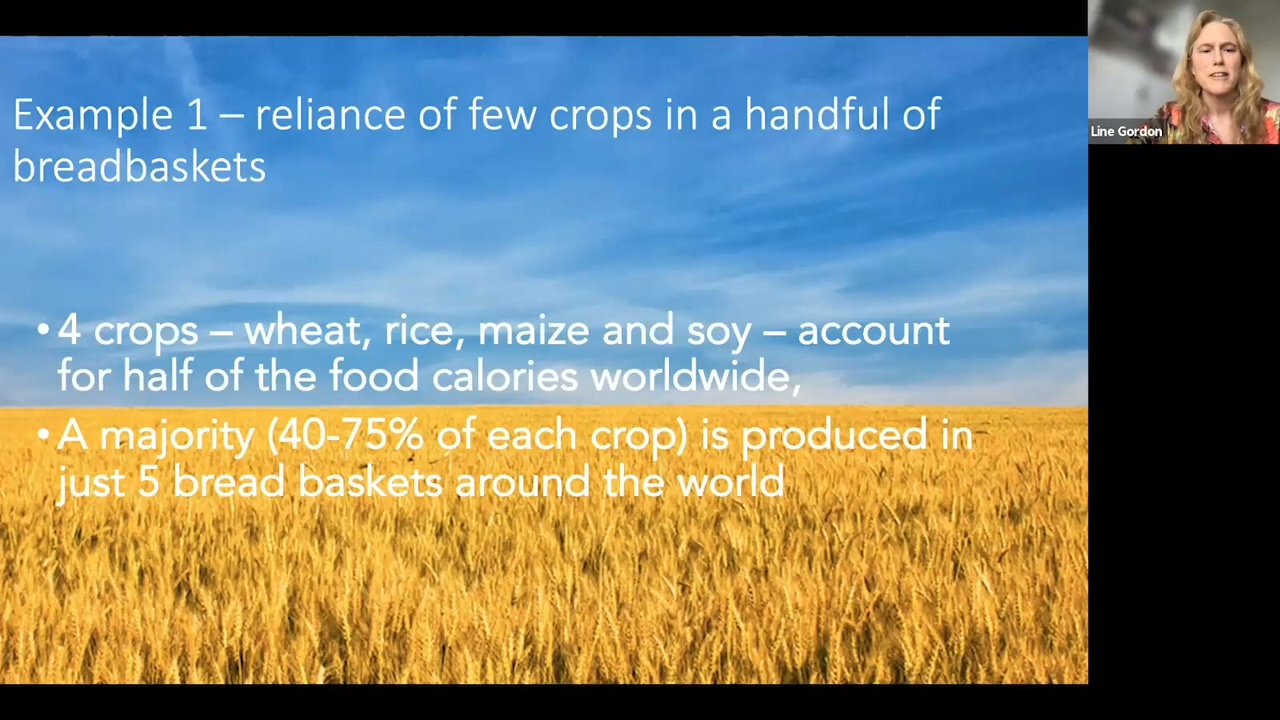 Example 1 – reliance of few crops in a handful of
breadbaskets
• 4 crops – wheat, rice, maize and soy – account
for half of the food calories worldwide,
• A majority (40-75% of each crop) is produced in
just 5 bread baskets around the world
Line Gordon